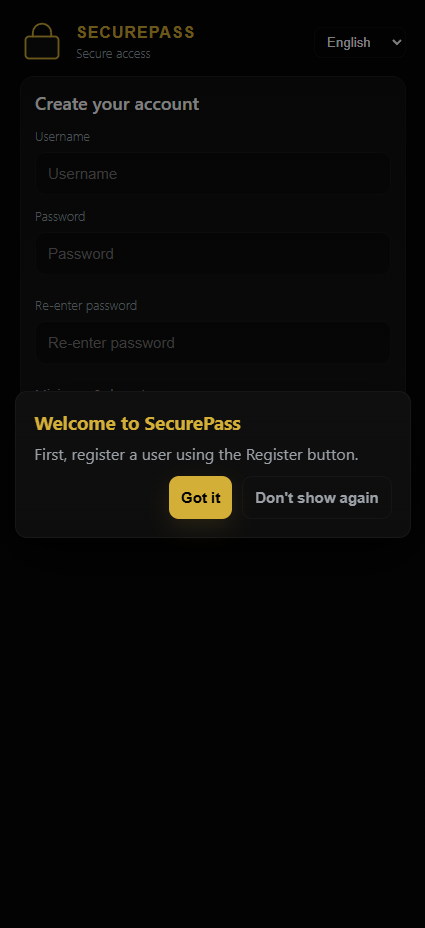 SECUREPASS
Secure access
English
Create your account
Username
Username
Password
Password
Re-enter password
Re-enter password
Welcome to SecurePass
First, register a user using the Register button.
Got it
Don't show again